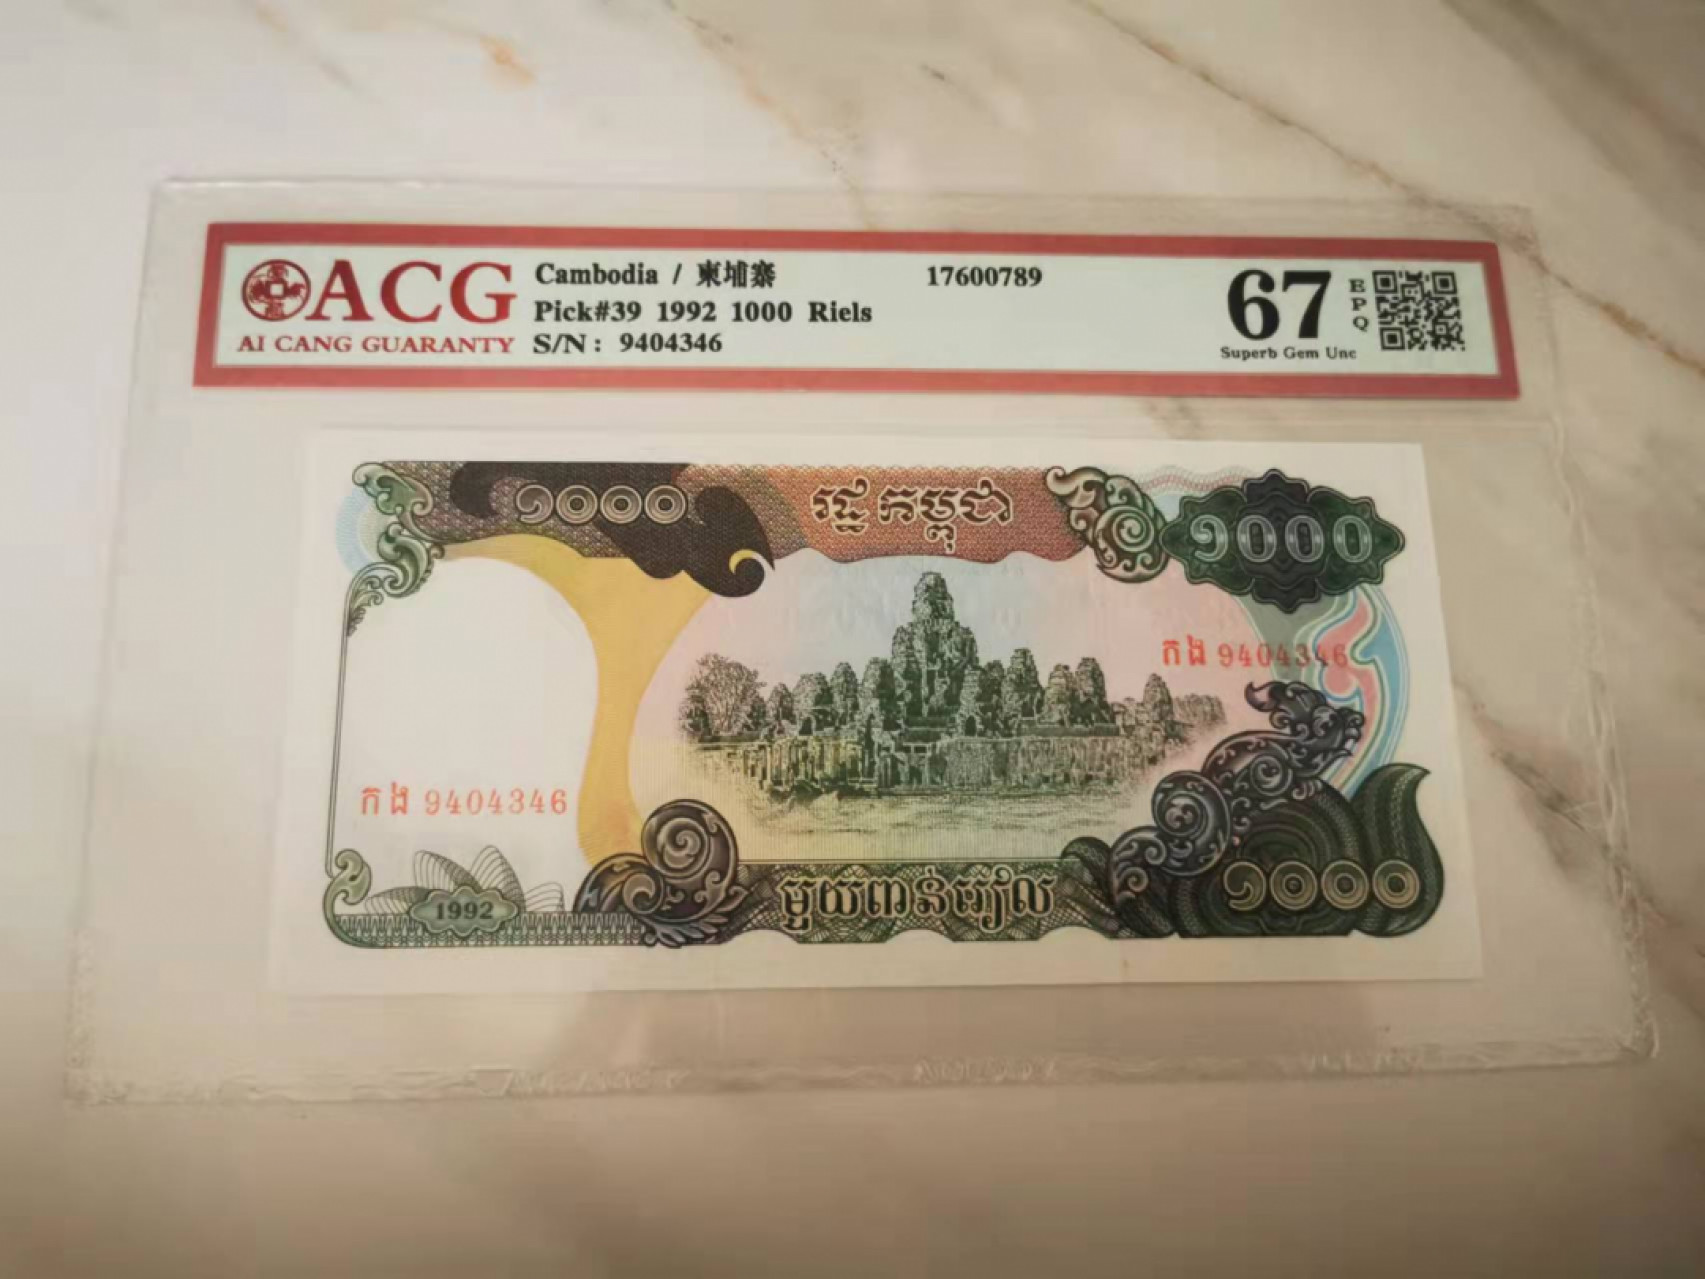 ACG
AI CANG GUARANTY
Cambodia / 柬埔寨 17600789
Pick#39 1992 1000 Riels
S/N: 9404346
67 EPQ
Superb Gem Unc
១០០០ រដ្ឋកម្ពុជា ១០០០
កង 9404346
កង 9404346
1992 មួយពាន់រៀល ១០០០